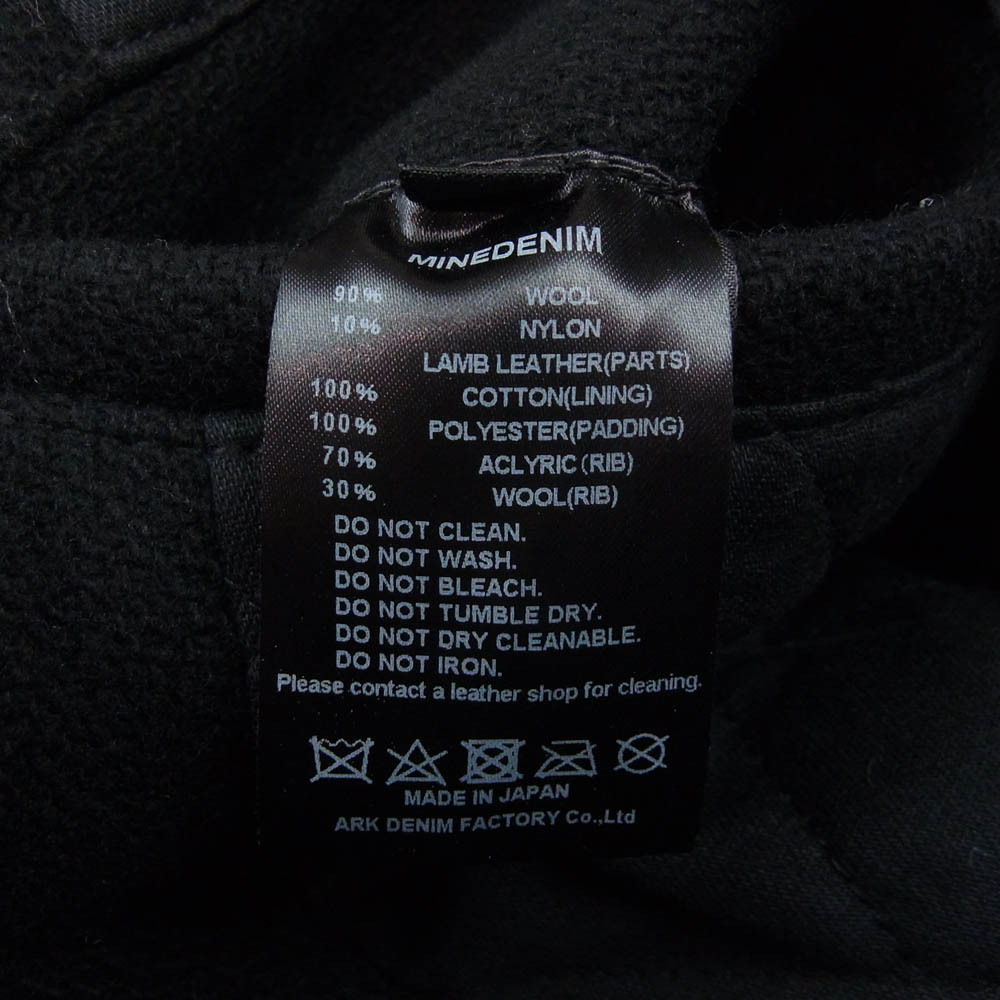 MINEDENIM
90% WOOL
10% NYLON
LAMB LEATHER(PARTS)
100% COTTON(LINING)
100% POLYESTER(PADDING)
70% ACLYRIC (RIB)
30% WOOL(RIB)
DO NOT CLEAN.
DO NOT WASH.
DO NOT BLEACH.
DO NOT TUMBLE DRY.
DO NOT DRY CLEANABLE.
DO NOT IRON.
Please contact a leather shop for cleaning.
MADE IN JAPAN
ARK DENIM FACTORY Co.,Ltd